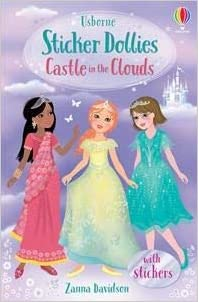 Usborne
Sticker Dollies
Castle in the Clouds
with
stickers
Zanna Davidson